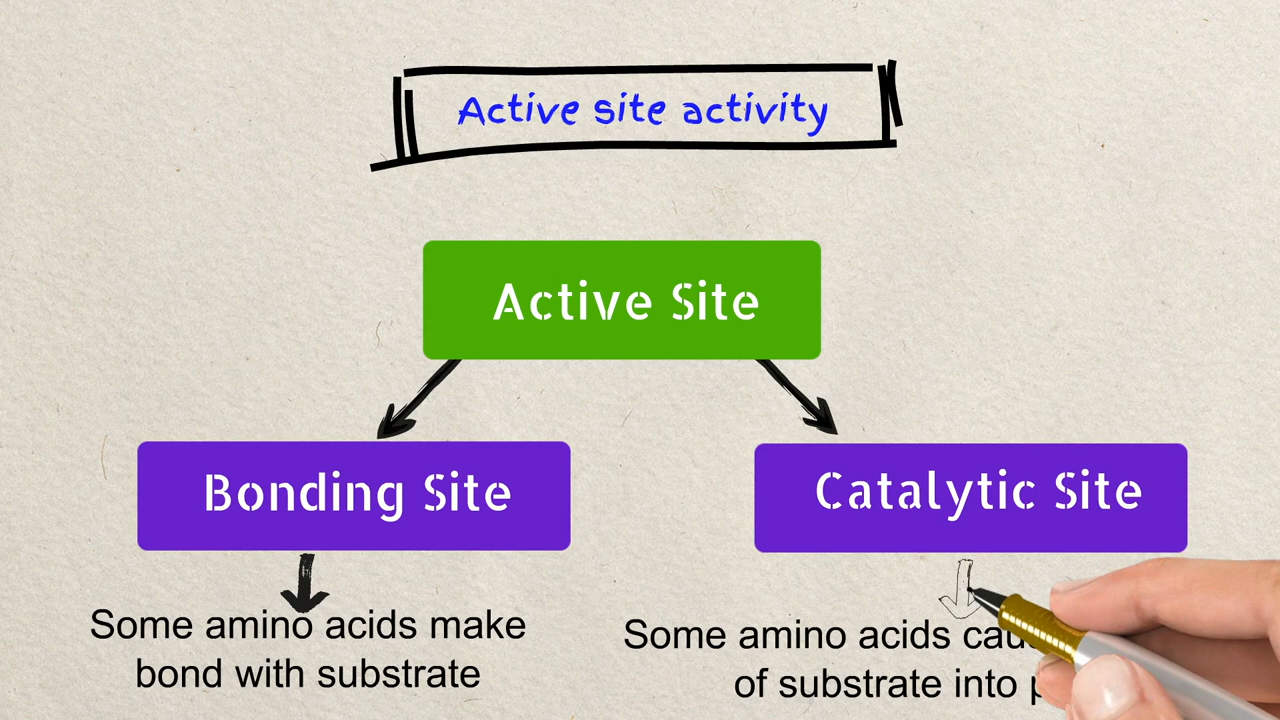 Active site activity
Active Site
Bonding Site
Catalytic Site
Some amino acids make
bond with substrate
Some amino acids
of substrate into